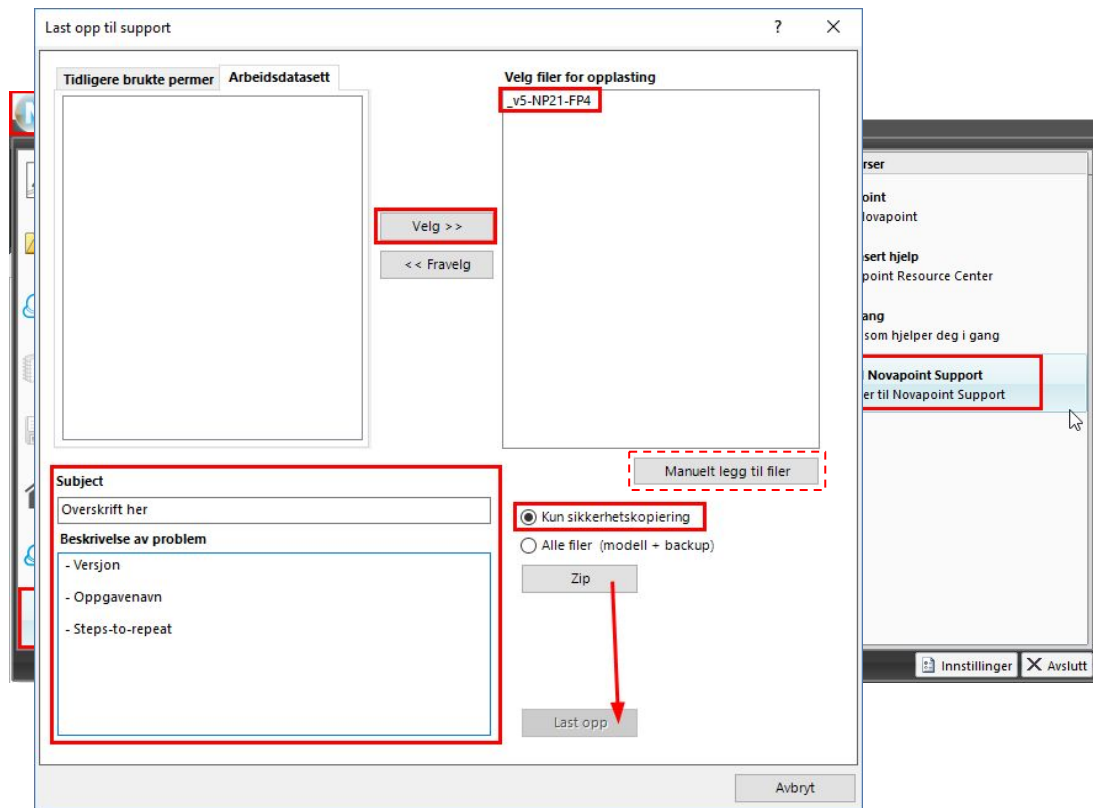 Last opp til support
?
Tidligere brukte permer
Arbeidsdatasett
Velg filer for opplasting
_v5-NP21-FP4
Velg >>
<< Fravelg
Manuelt legg til filer
Subject
Overskrift her
Beskrivelse av problem
- Versjon
- Oppgavenavn
- Steps-to-repeat
Kun sikkerhetskopiering
Alle filer (modell + backup)
Zip
Last opp
Avbryt
rser
oint
lovapoint
sert hjelp
point Resource Center
ang
som hjelper deg i gang
Novapoint Support
er til Novapoint Support
Innstillinger
Avslutt